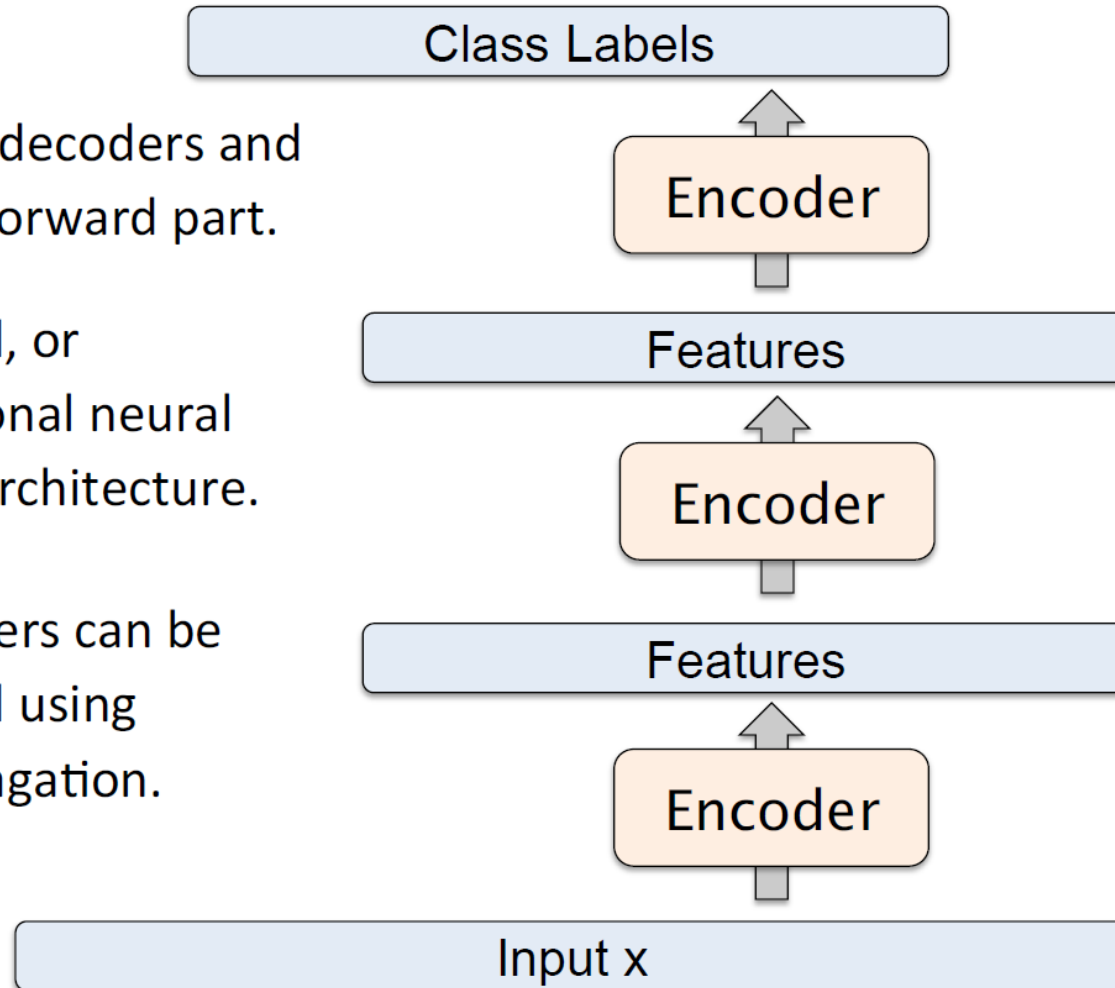 Class Labels
decoders and
orward part.
Encoder
, or
Features
onal neural
rchitecture.
Encoder
ers can be
Features
using
agation.
Encoder
Input x